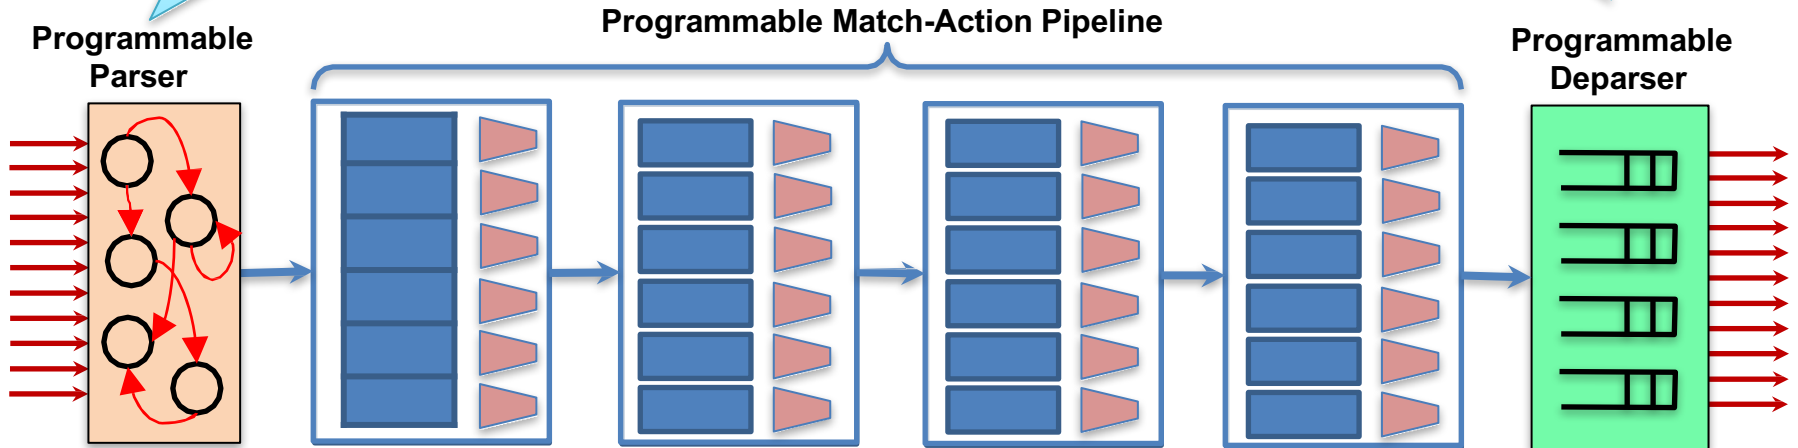 Programmable Match-Action Pipeline
Programmable
Parser
Programmable
Deparser